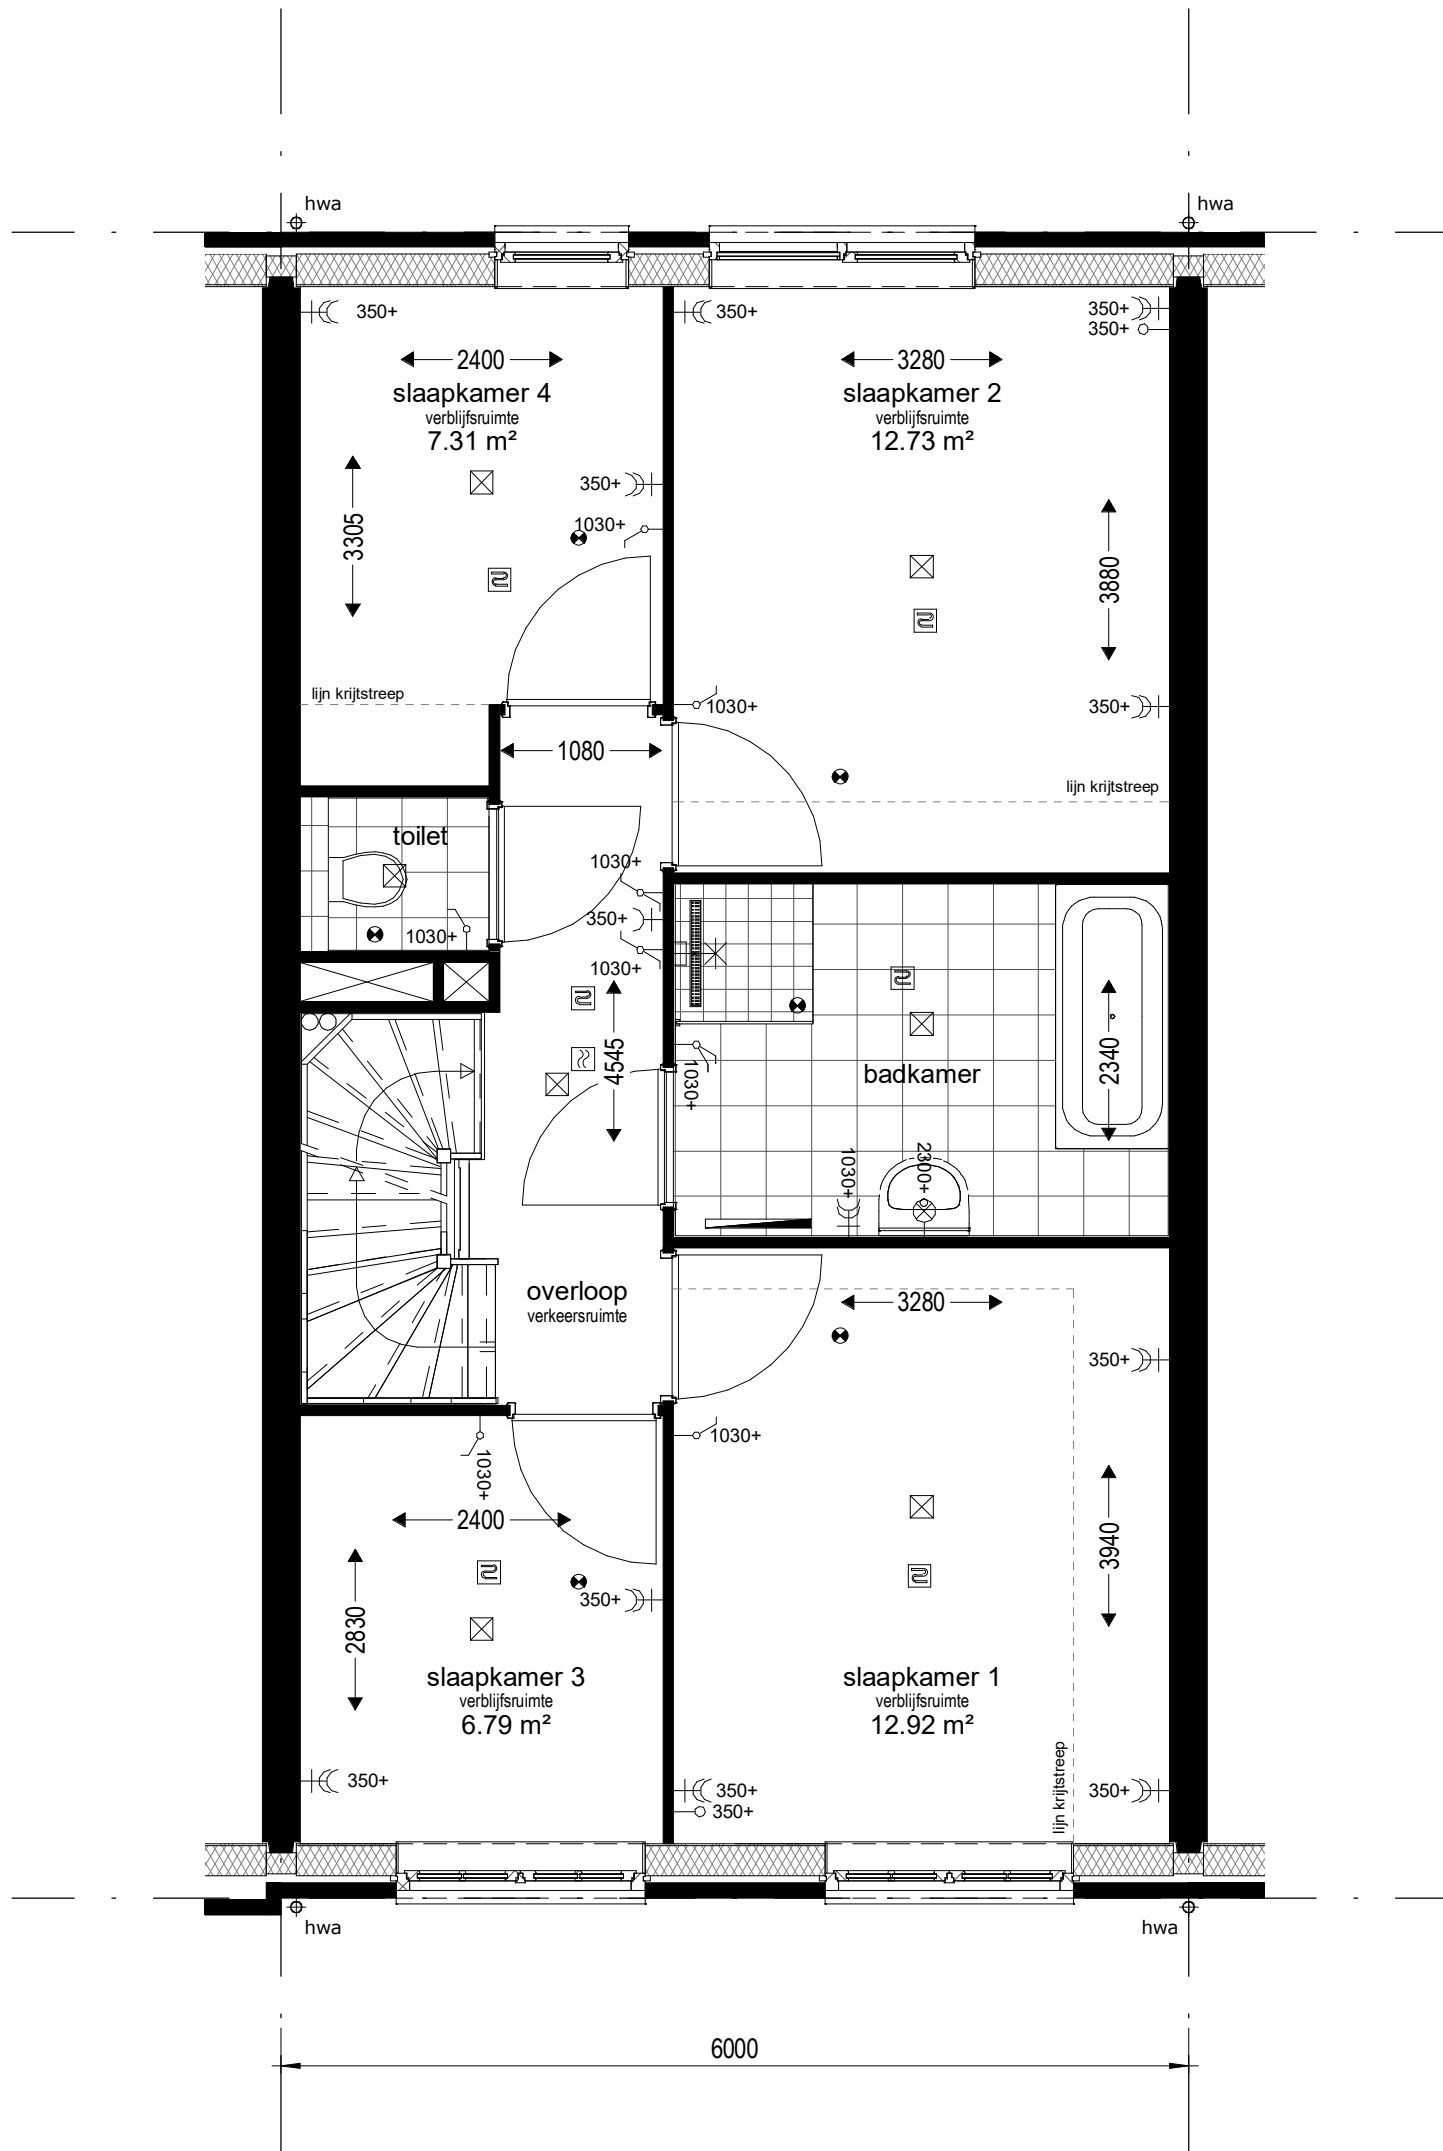 hwa
hwa
350+
350+
350+
350+
2400
3280
slaapkamer 4
verblijfsruimte
7.31 m²
slaapkamer 2
verblijfsruimte
12.73 m²
350+
1030+
3305
3880
lijn krijtstreep
1030+
350+
1080
lijn krijtstreep
toilet
1030+
350+
1030+
1030+
4545
1030+
badkamer
2340
1030+
2300+
overloop
verkeersruimte
3280
350+
1030+
1030+
2400
3940
350+
2830
slaapkamer 3
verblijfsruimte
6.79 m²
slaapkamer 1
verblijfsruimte
12.92 m²
lijn krijtstreep
350+
350+
350+
350+
hwa
hwa
6000